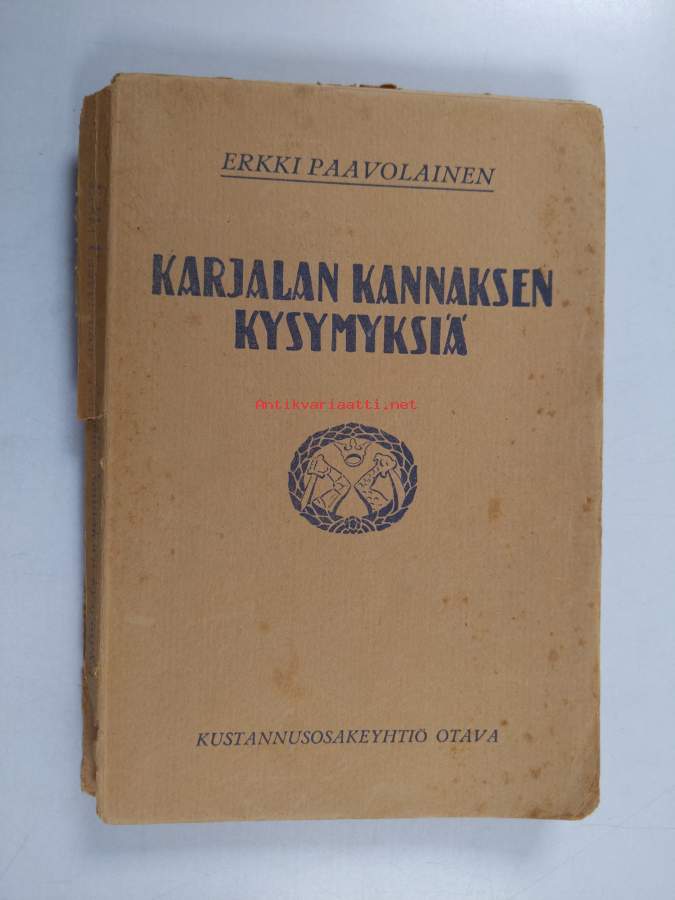 ERKKI PAAVOLAINEN
KARJALAN KANNAKSEN
KYSYMYKSIÄ
Antikvariaatti.net
KUSTANNUSOSAKEYHTIÖ OTAVA